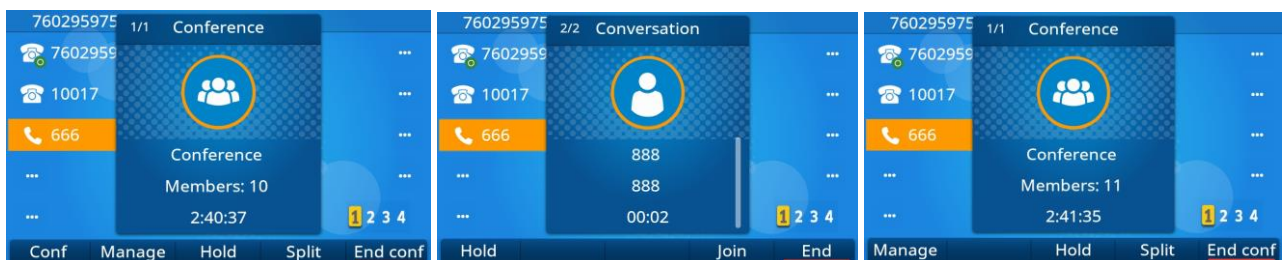 760295975 1/1 Conference
7602959 ...
10017 ...
666 ...
Conference
... Members: 10 ...
... 2:40:37 1 2 3 4
Conf Manage Hold Split End conf
760295975 2/2 Conversation
7602959 ...
10017 ...
666 ...
888
... 888 ...
... 00:02 1 2 3 4
Hold Join End
760295975 1/1 Conference
7602959 ...
10017 ...
666 ...
Conference
... Members: 11 ...
... 2:41:35 1 2 3 4
Manage Hold Split End conf